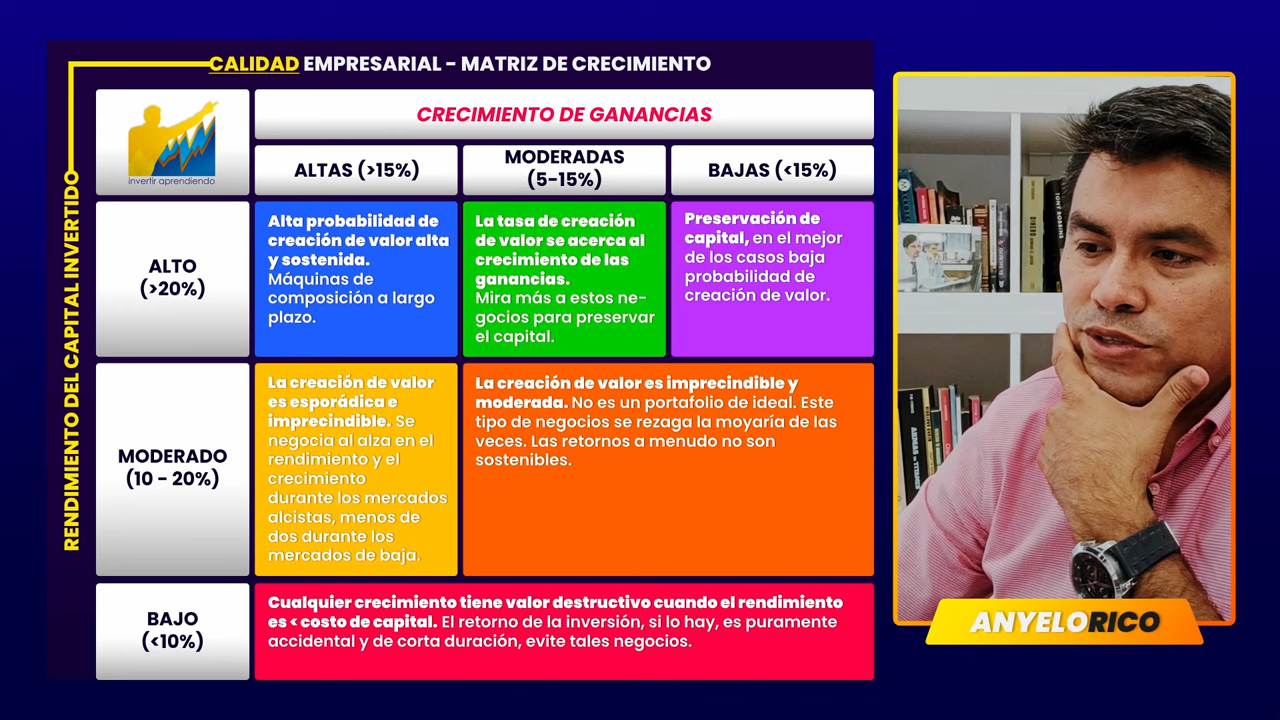 CALIDAD EMPRESARIAL - MATRIZ DE CRECIMIENTO
RENDIMIENTO DEL CAPITAL INVERTIDO
invertir aprendiendo
CRECIMIENTO DE GANANCIAS
ALTAS (>15%)
MODERADAS
(5-15%)
BAJAS (<15%)
ALTO
(>20%)
Alta probabilidad de
creación de valor alta
y sostenida.
Máquinas de
composición a largo
plazo.
La tasa de creación
de valor se acerca al
crecimiento de las
ganancias.
Mira más a estos ne-
gocios para preservar
el capital.
Preservación de
capital, en el mejor
de los casos baja
probabilidad de
creación de valor.
MODERADO
(10 - 20%)
La creación de valor
es esporádica e
imprecindible. Se
negocia al alza en el
rendimiento y el
crecimiento
durante los mercados
alcistas, menos de
dos durante los
mercados de baja.
La creación de valor es imprecindible y
moderada. No es un portafolio de ideal. Este
tipo de negocios se rezaga la moyaría de las
veces. Las retornos a menudo no son
sostenibles.
BAJO
(<10%)
Cualquier crecimiento tiene valor destructivo cuando el rendimiento
es < costo de capital. El retorno de la inversión, si lo hay, es puramente
accidental y de corta duración, evite tales negocios.
TONY ROBBINS
DINERO
ARMAS DE TITANES
ANYELORICO